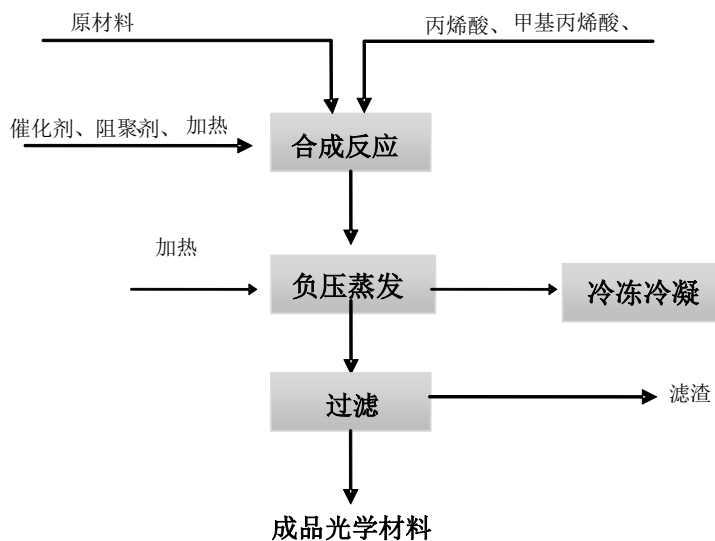 原材料
丙烯酸、甲基丙烯酸、
催化剂、阻聚剂、加热
合成反应
加热
负压蒸发
冷冻冷凝
过滤
滤渣
成品光学材料